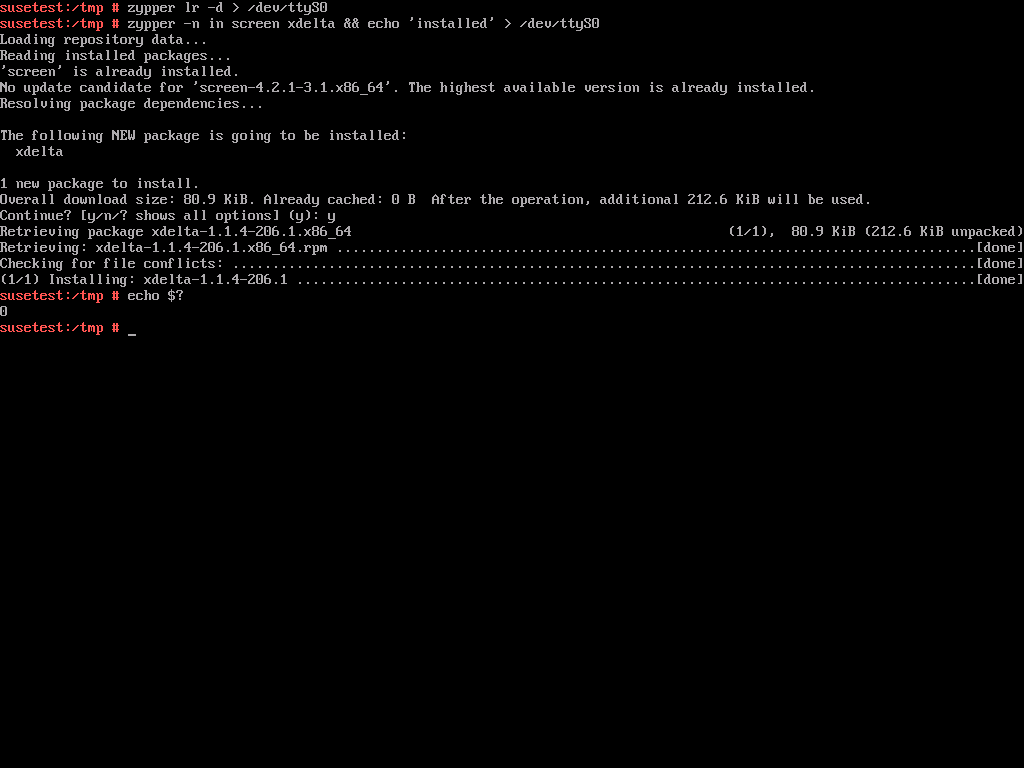 susetest:/tmp # zypper lr -d > /dev/ttyS0
susetest:/tmp # zypper -n in screen xdelta && echo 'installed' > /dev/ttyS0
Loading repository data...
Reading installed packages...
'screen' is already installed.
No update candidate for 'screen-4.2.1-3.1.x86_64'. The highest available version is already installed.
Resolving package dependencies...
The following NEW package is going to be installed:
  xdelta
1 new package to install.
Overall download size: 80.9 KiB. Already cached: 0 B  After the operation, additional 212.6 KiB will be used.
Continue? [y/n/? shows all options] (y): y
Retrieving package xdelta-1.1.4-206.1.x86_64 (1/1),  80.9 KiB (212.6 KiB unpacked)
Retrieving: xdelta-1.1.4-206.1.x86_64.rpm ................................................................................[done]
Checking for file conflicts: .............................................................................................[done]
(1/1) Installing: xdelta-1.1.4-206.1 .....................................................................................[done]
susetest:/tmp # echo $?
0
susetest:/tmp # _